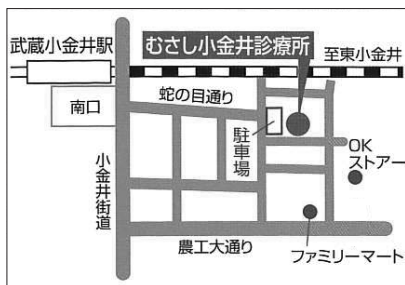 武蔵小金井駅
むさし小金井診療所
至東小金井
南口
蛇の目通り
駐車場
OK
ストアー
小金井街道
農工大通り
ファミリーマート